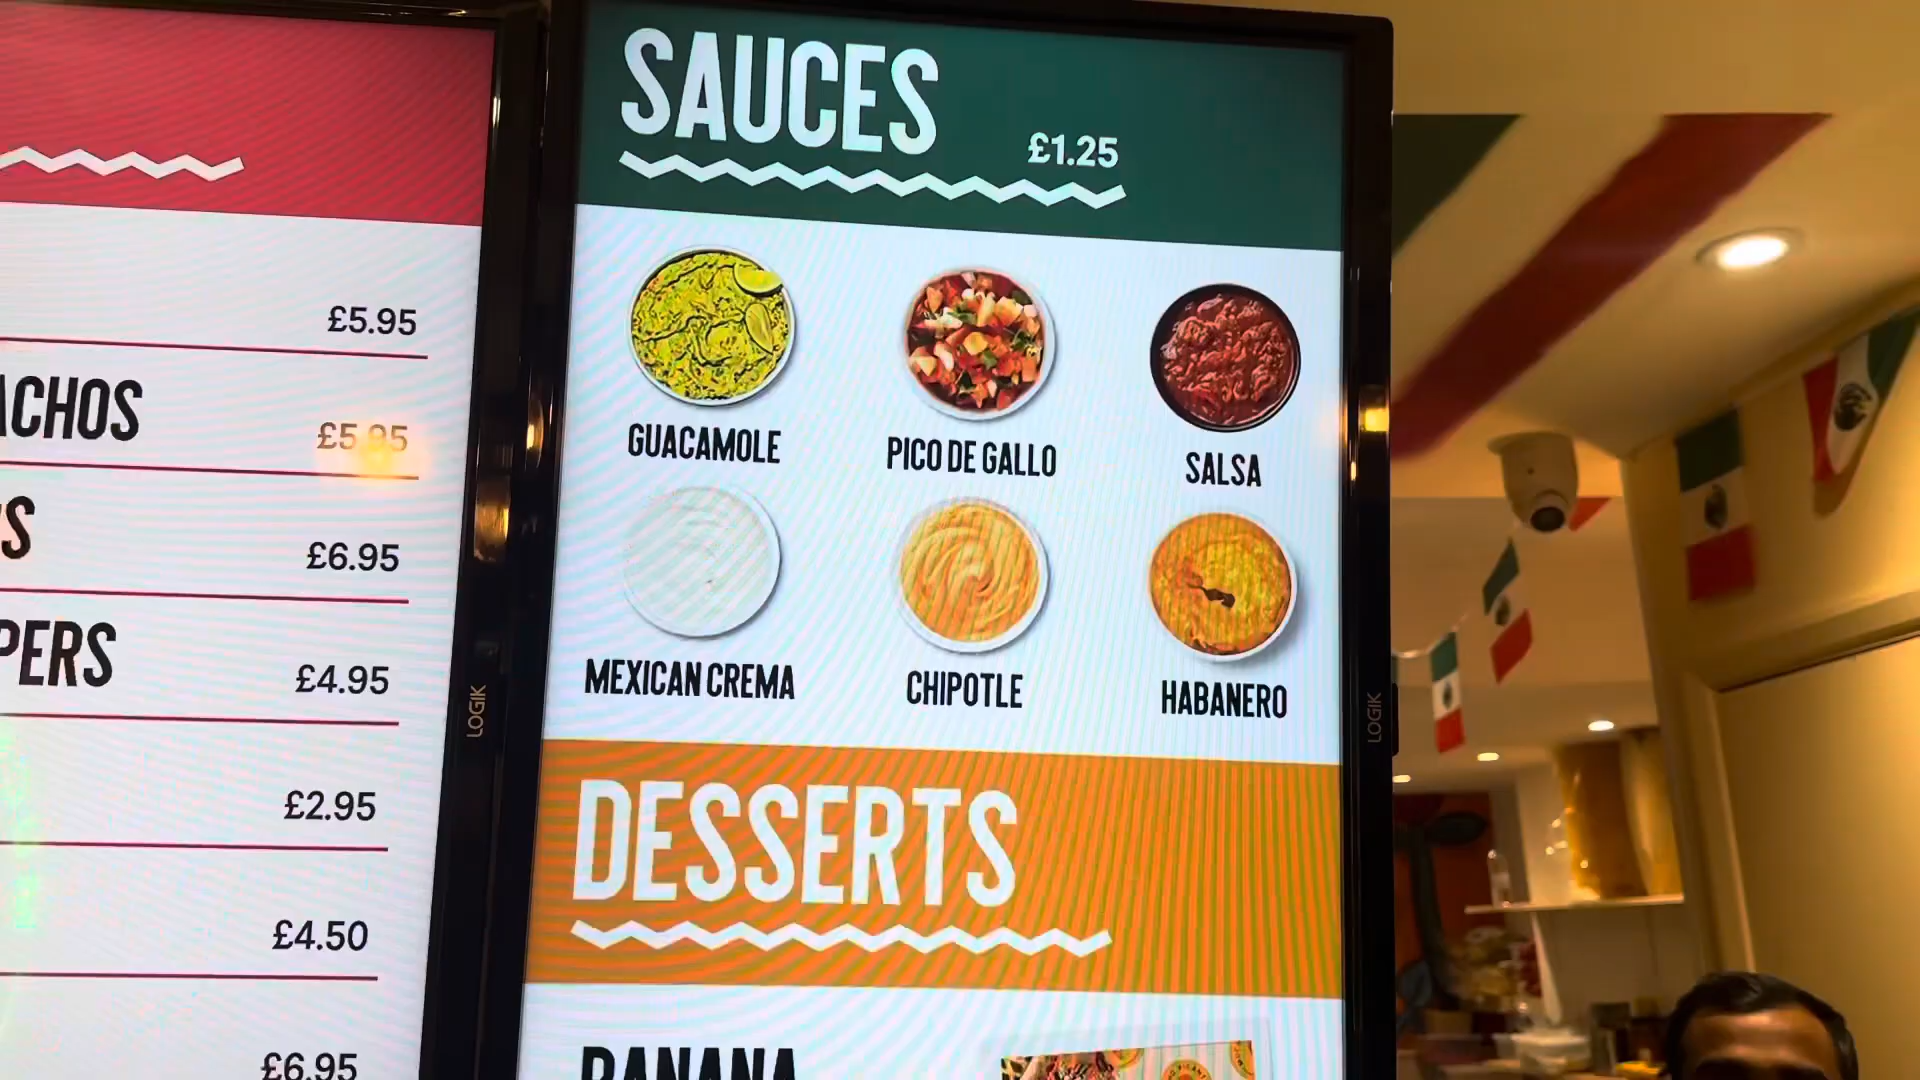 £5.95
ACHOS £5.95
S £6.95
PERS £4.95
£2.95
£4.50
£6.95
LOGIK
SAUCES £1.25
GUACAMOLE PICO DE GALLO SALSA
MEXICAN CREMA CHIPOTLE HABANERO
DESSERTS
BANANA
LOGIK